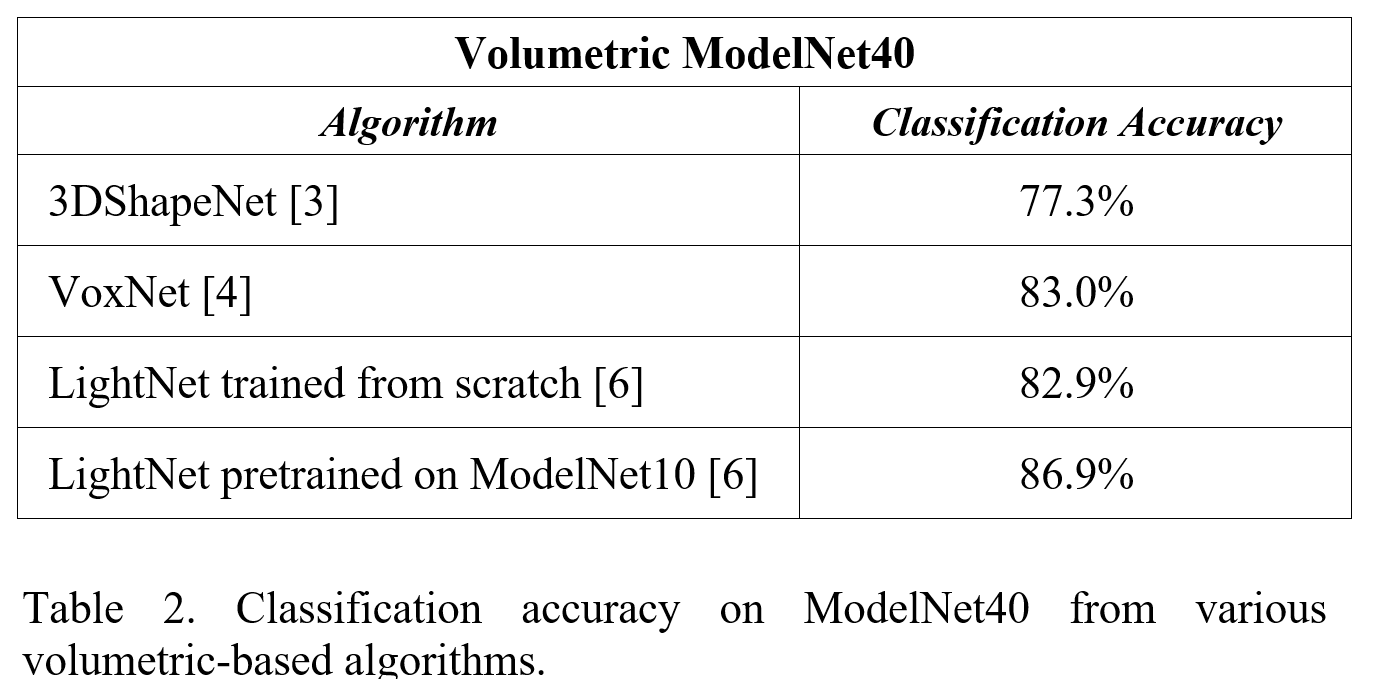 Volumetric ModelNet40
Algorithm Classification Accuracy
3DShapeNet [3] 77.3%
VoxNet [4] 83.0%
LightNet trained from scratch [6] 82.9%
LightNet pretrained on ModelNet10 [6] 86.9%
Table 2. Classification accuracy on ModelNet40 from various
volumetric-based algorithms.